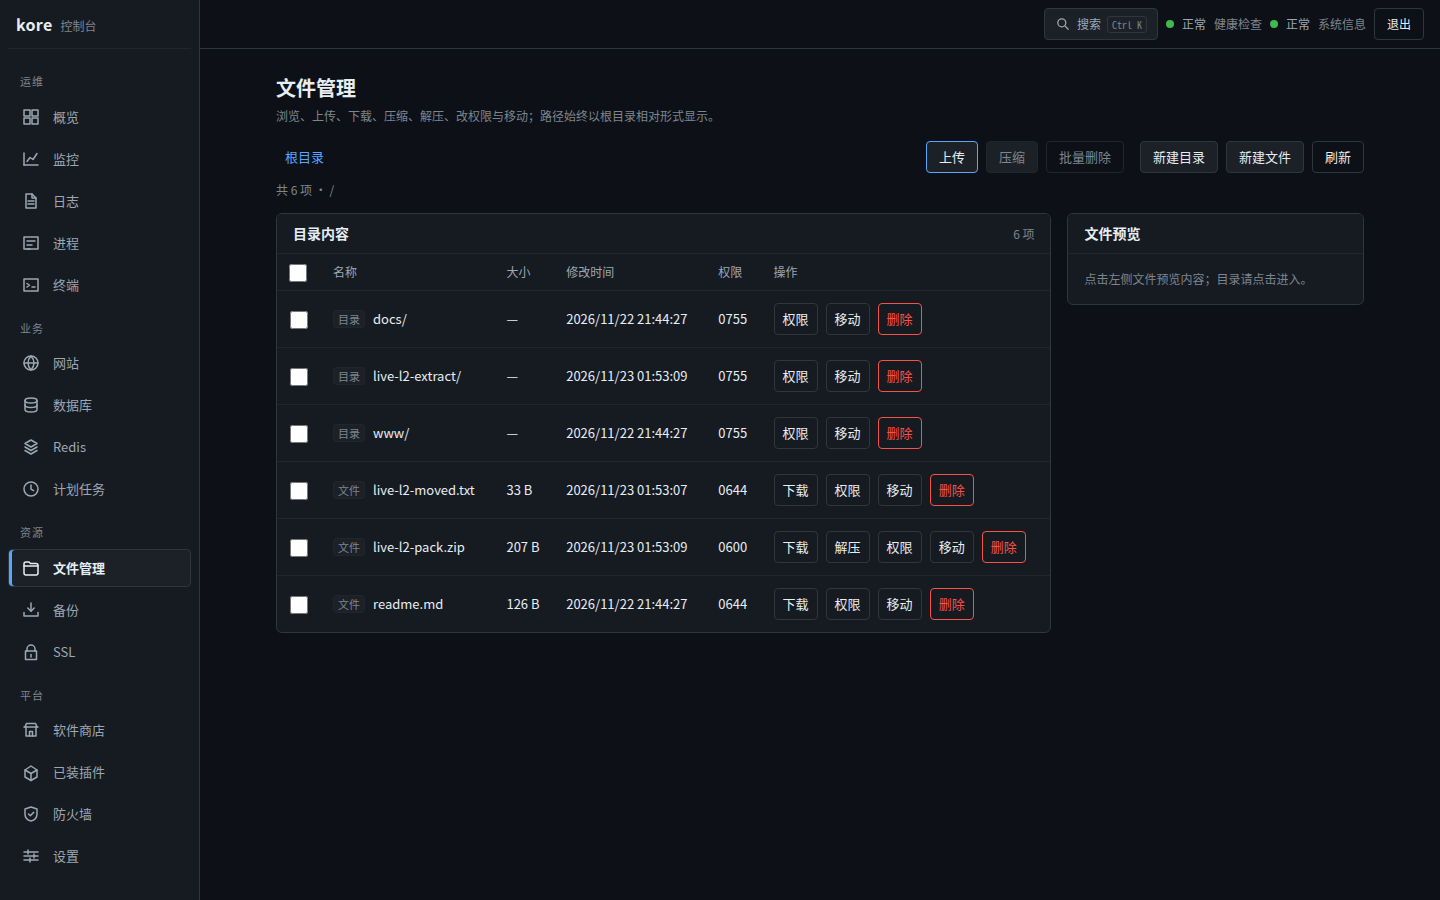 kore 控制台
搜索 Ctrl K 正常 健康检查 正常 系统信息 退出
运维
概览
监控
日志
进程
终端
业务
网站
数据库
Redis
计划任务
资源
文件管理
备份
SSL
平台
软件商店
已装插件
防火墙
设置
文件管理
浏览、上传、下载、压缩、解压、改权限与移动；路径始终以根目录相对形式显示。
根目录 上传 压缩 批量删除 新建目录 新建文件 刷新
共 6 项 · /
目录内容 6 项
名称 大小 修改时间 权限 操作
目录 docs/ — 2026/11/22 21:44:27 0755 权限 移动 删除
目录 live-l2-extract/ — 2026/11/23 01:53:09 0755 权限 移动 删除
目录 www/ — 2026/11/22 21:44:27 0755 权限 移动 删除
文件 live-l2-moved.txt 33 B 2026/11/23 01:53:07 0644 下载 权限 移动 删除
文件 live-l2-pack.zip 207 B 2026/11/23 01:53:09 0600 下载 解压 权限 移动 删除
文件 readme.md 126 B 2026/11/22 21:44:27 0644 下载 权限 移动 删除
文件预览
点击左侧文件预览内容；目录请点击进入。